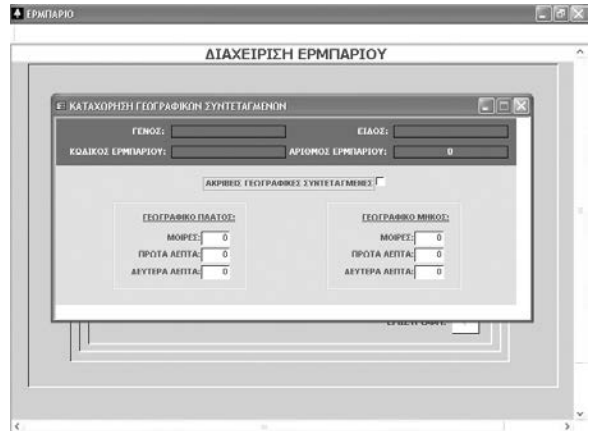 ΕΡΜΠΑΡΙΟ
ΔΙΑΧΕΙΡΙΣΗ ΕΡΜΠΑΡΙΟΥ
ΚΑΤΑΧΩΡΗΣΗ ΓΕΩΓΡΑΦΙΚΩΝ ΣΥΝΤΕΤΑΓΜΕΝΩΝ
ΓΕΝΟΣ: ΕΙΔΟΣ:
ΚΩΔΙΚΟΣ ΕΡΜΠΑΡΙΟΥ: ΑΡΙΘΜΟΣ ΕΡΜΠΑΡΙΟΥ: 0
ΑΚΡΙΒΕΙΣ ΓΕΩΓΡΑΦΙΚΕΣ ΣΥΝΤΕΤΑΓΜΕΝΕΣ
ΓΕΩΓΡΑΦΙΚΟ ΠΛΑΤΟΣ: ΓΕΩΓΡΑΦΙΚΟ ΜΗΚΟΣ:
ΜΟΙΡΕΣ: 0 ΜΟΙΡΕΣ: 0
ΠΡΩΤΑ ΛΕΠΤΑ: 0 ΠΡΩΤΑ ΛΕΠΤΑ: 0
ΔΕΥΤΕΡΑ ΛΕΠΤΑ: 0 ΔΕΥΤΕΡΑ ΛΕΠΤΑ: 0